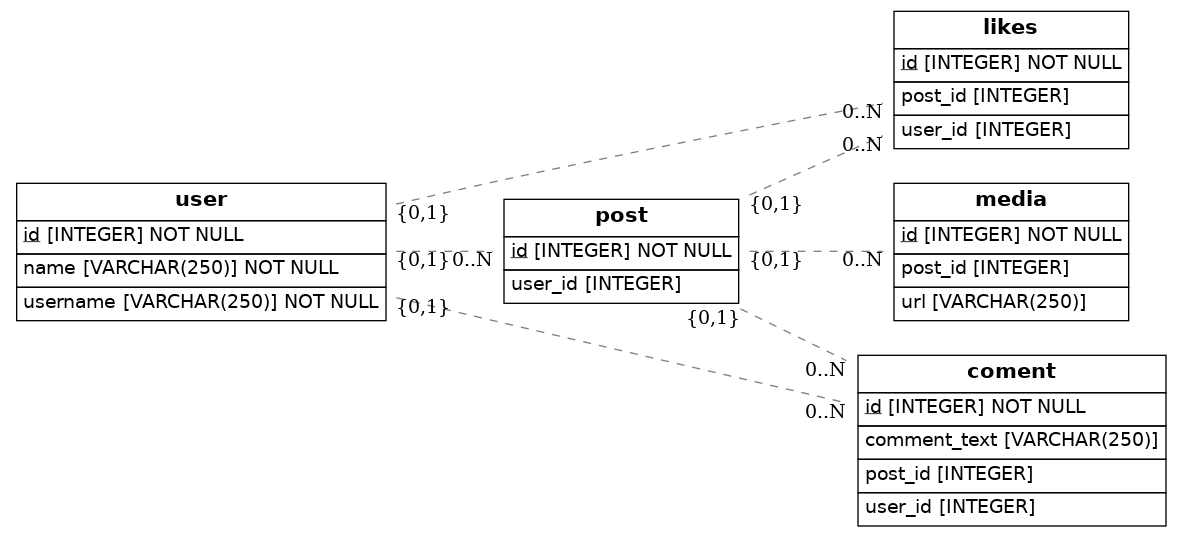 likes
id [INTEGER] NOT NULL
post_id [INTEGER]
user_id [INTEGER]
0..N
0..N
user
id [INTEGER] NOT NULL
name [VARCHAR(250)] NOT NULL
username [VARCHAR(250)] NOT NULL
{0,1}
{0,1}
0..N
{0,1}
post
id [INTEGER] NOT NULL
user_id [INTEGER]
{0,1}
{0,1}
0..N
{0,1}
media
id [INTEGER] NOT NULL
post_id [INTEGER]
url [VARCHAR(250)]
0..N
0..N
coment
id [INTEGER] NOT NULL
comment_text [VARCHAR(250)]
post_id [INTEGER]
user_id [INTEGER]